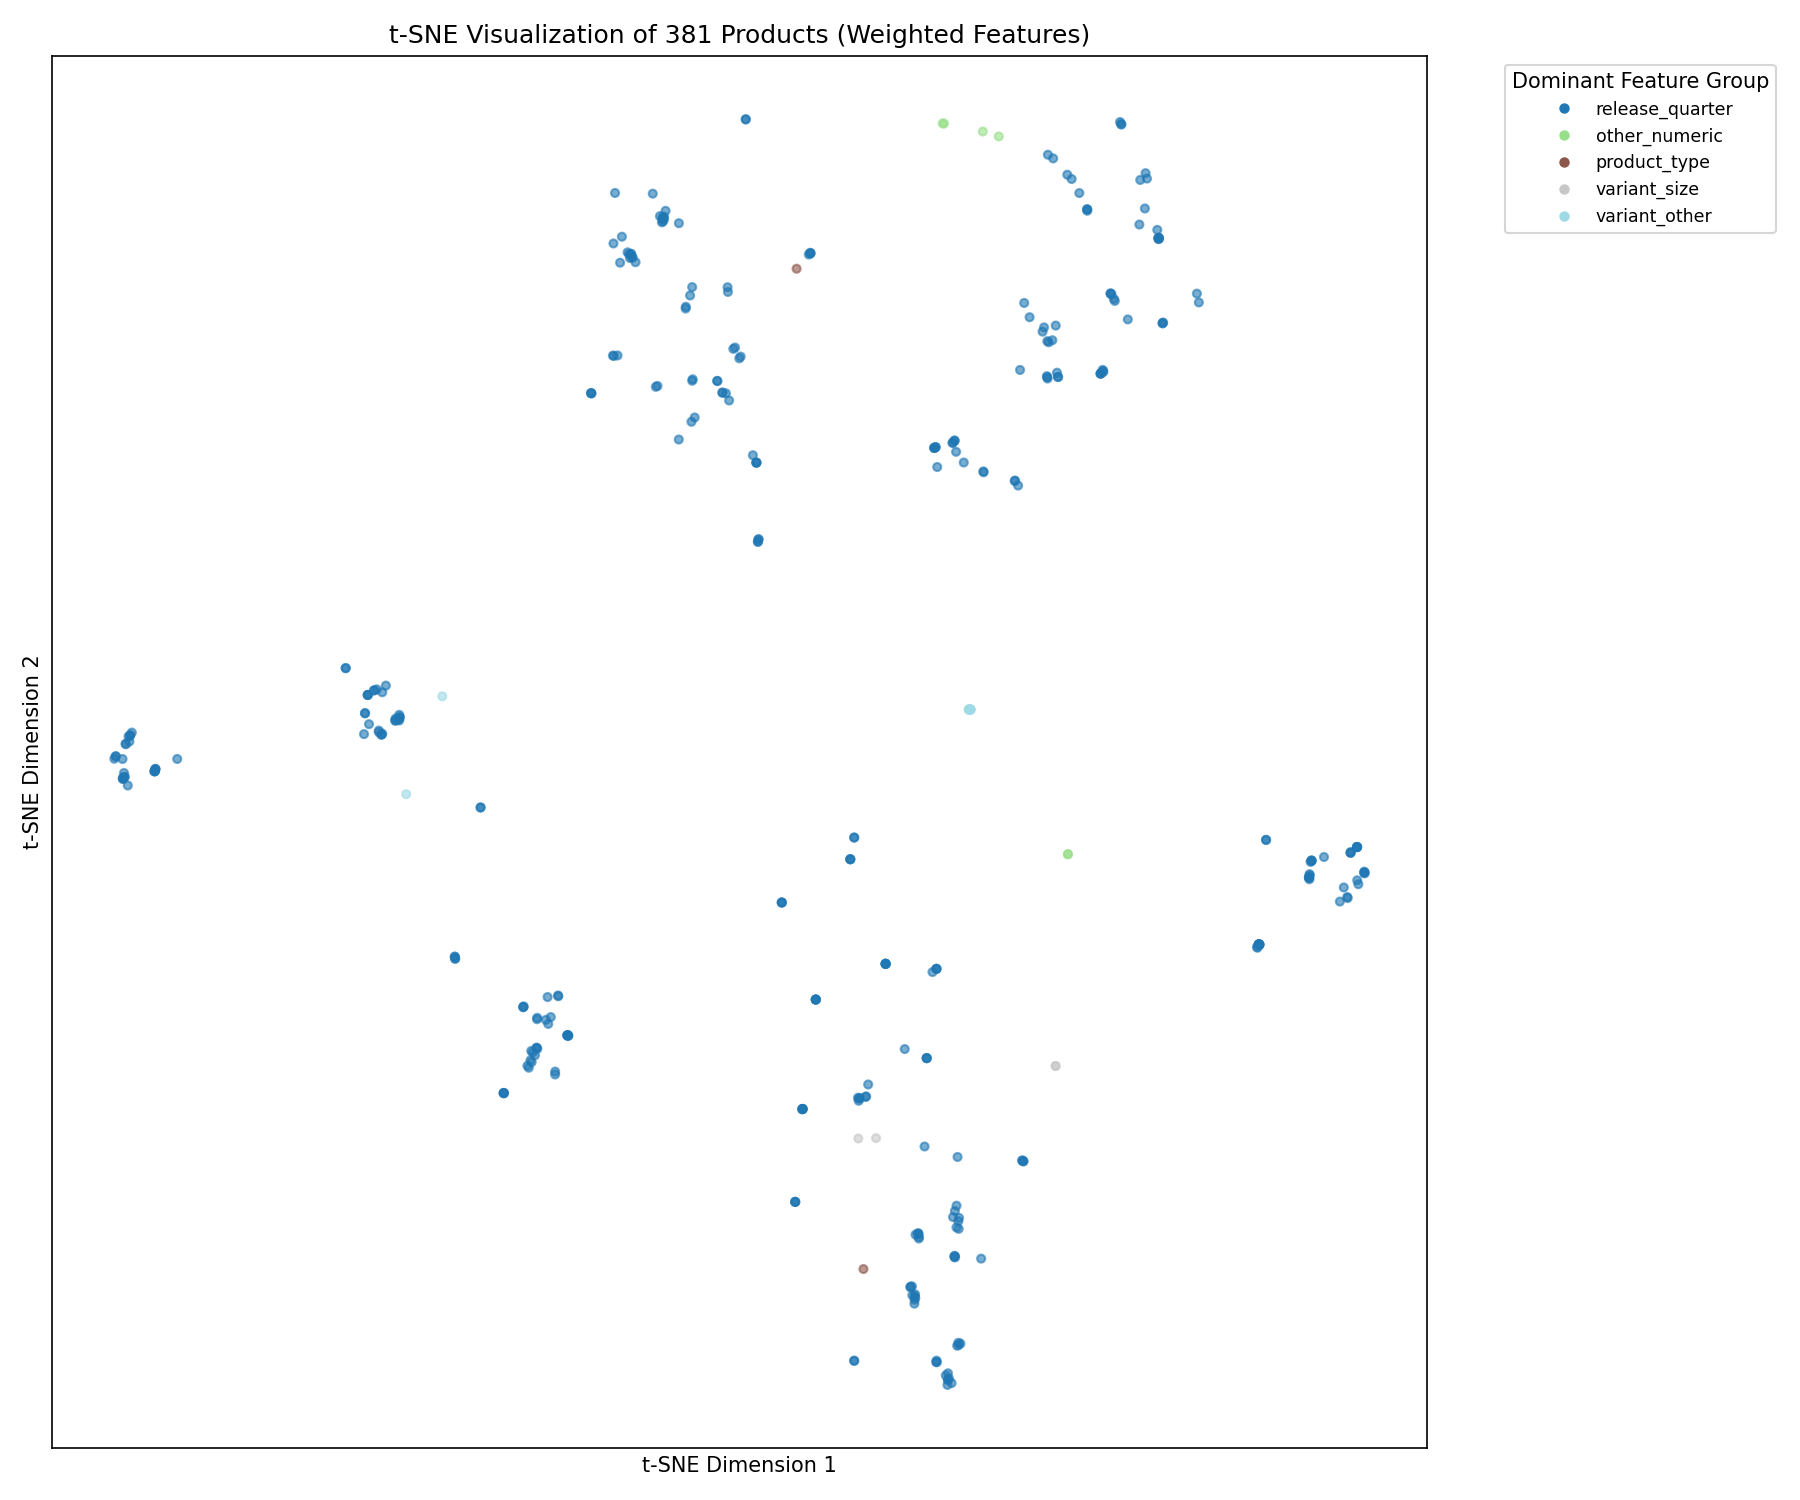 t-SNE Visualization of 381 Products (Weighted Features)
Dominant Feature Group
release_quarter
other_numeric
product_type
variant_size
variant_other
t-SNE Dimension 2
t-SNE Dimension 1